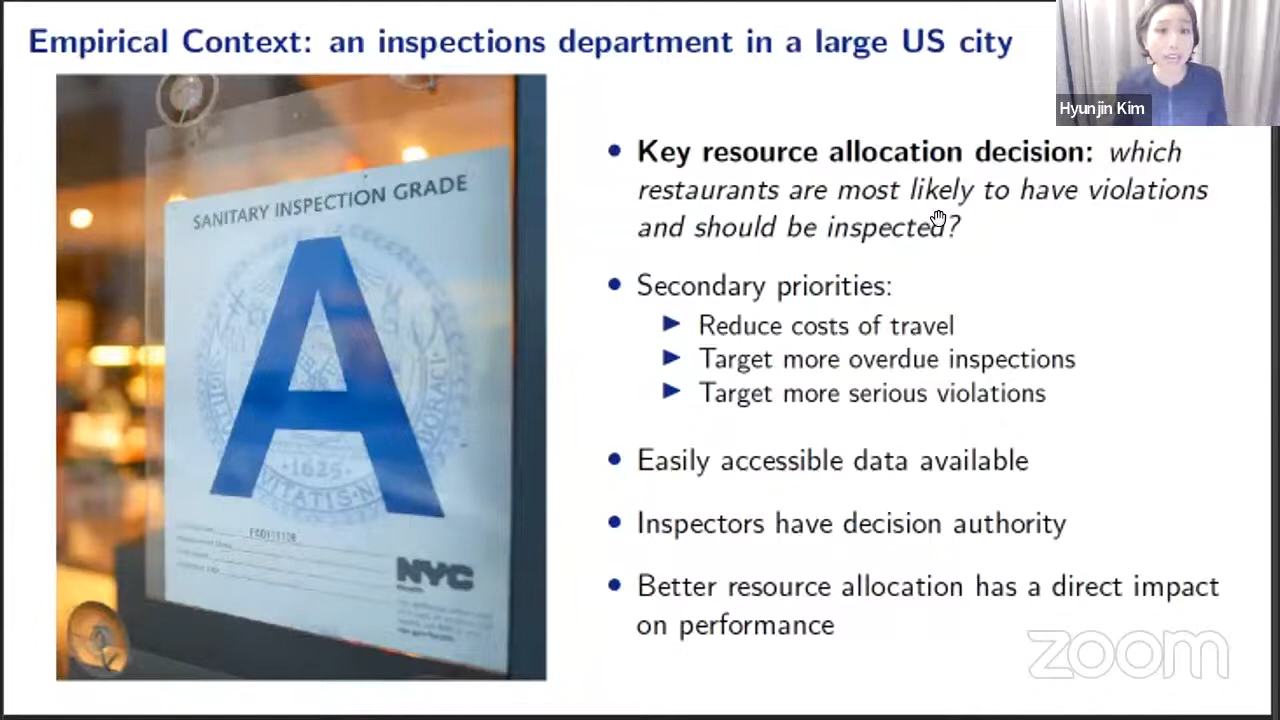 Empirical Context: an inspections department in a large US city
Hyunjin Kim
Key resource allocation decision: which
restaurants are most likely to have violations
and should be inspected?
Secondary priorities:
Reduce costs of travel
Target more overdue inspections
Target more serious violations
Easily accessible data available
Inspectors have decision authority
Better resource allocation has a direct impact
on performance
SANITARY INSPECTION GRADE
A
1625
NYC
zoom